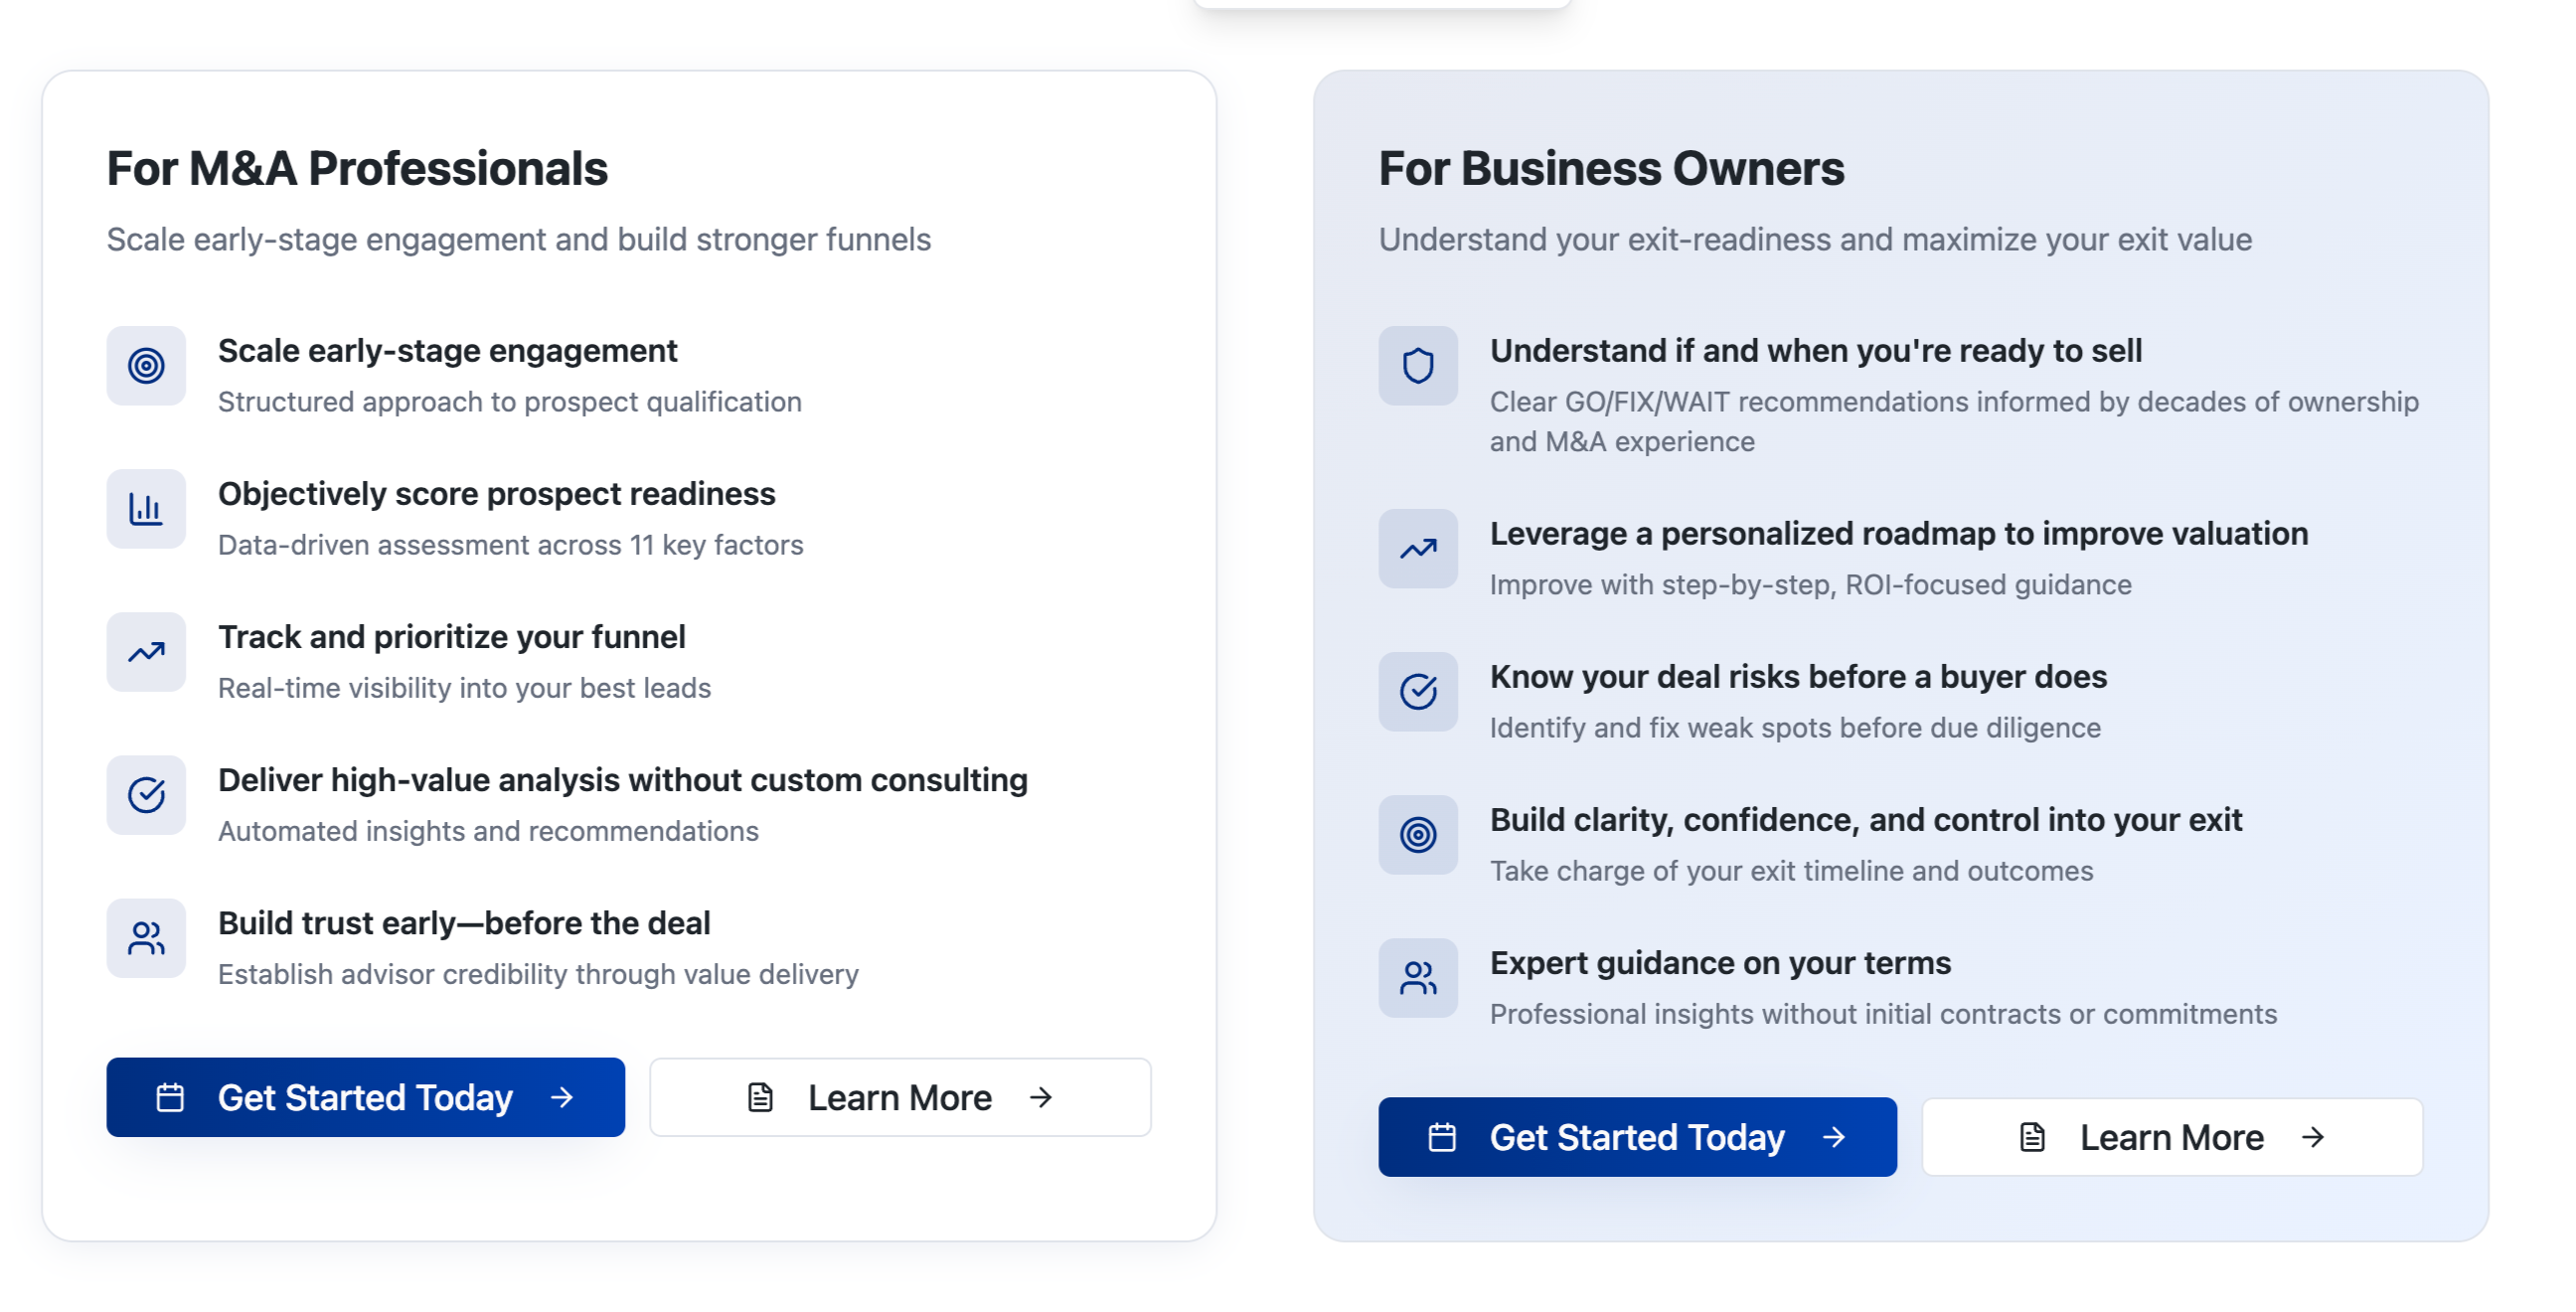 For M&A Professionals
Scale early-stage engagement and build stronger funnels
Scale early-stage engagement
Structured approach to prospect qualification
Objectively score prospect readiness
Data-driven assessment across 11 key factors
Track and prioritize your funnel
Real-time visibility into your best leads
Deliver high-value analysis without custom consulting
Automated insights and recommendations
Build trust early—before the deal
Establish advisor credibility through value delivery
Get Started Today
Learn More
For Business Owners
Understand your exit-readiness and maximize your exit value
Understand if and when you're ready to sell
Clear GO/FIX/WAIT recommendations informed by decades of ownership
and M&A experience
Leverage a personalized roadmap to improve valuation
Improve with step-by-step, ROI-focused guidance
Know your deal risks before a buyer does
Identify and fix weak spots before due diligence
Build clarity, confidence, and control into your exit
Take charge of your exit timeline and outcomes
Expert guidance on your terms
Professional insights without initial contracts or commitments
Get Started Today
Learn More